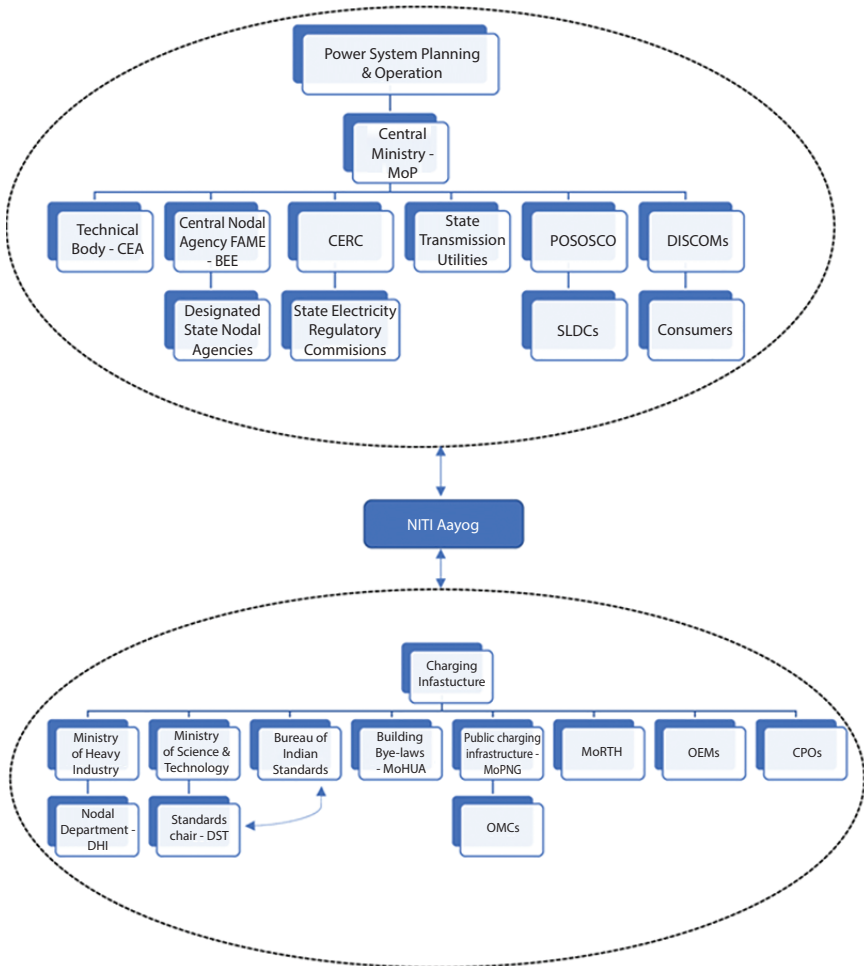 Power System Planning
& Operation
Central
Ministry -
MoP
Technical
Body - CEA
Central Nodal
Agency FAME
- BEE
CERC
State
Transmission
Utilities
POSOSCO
DISCOMs
Designated
State Nodal
Agencies
State Electricity
Regulatory
Commisions
SLDCs
Consumers
NITI Aayog
Charging
Infastucture
Ministry
of Heavy
Industry
Ministry
of Science &
Technology
Bureau of
Indian
Standards
Building
Bye-laws
- MoHUA
Public charging
infrastructure -
MoPNG
MoRTH
OEMs
CPOs
Nodal
Department -
DHI
Standards
chair - DST
OMCs